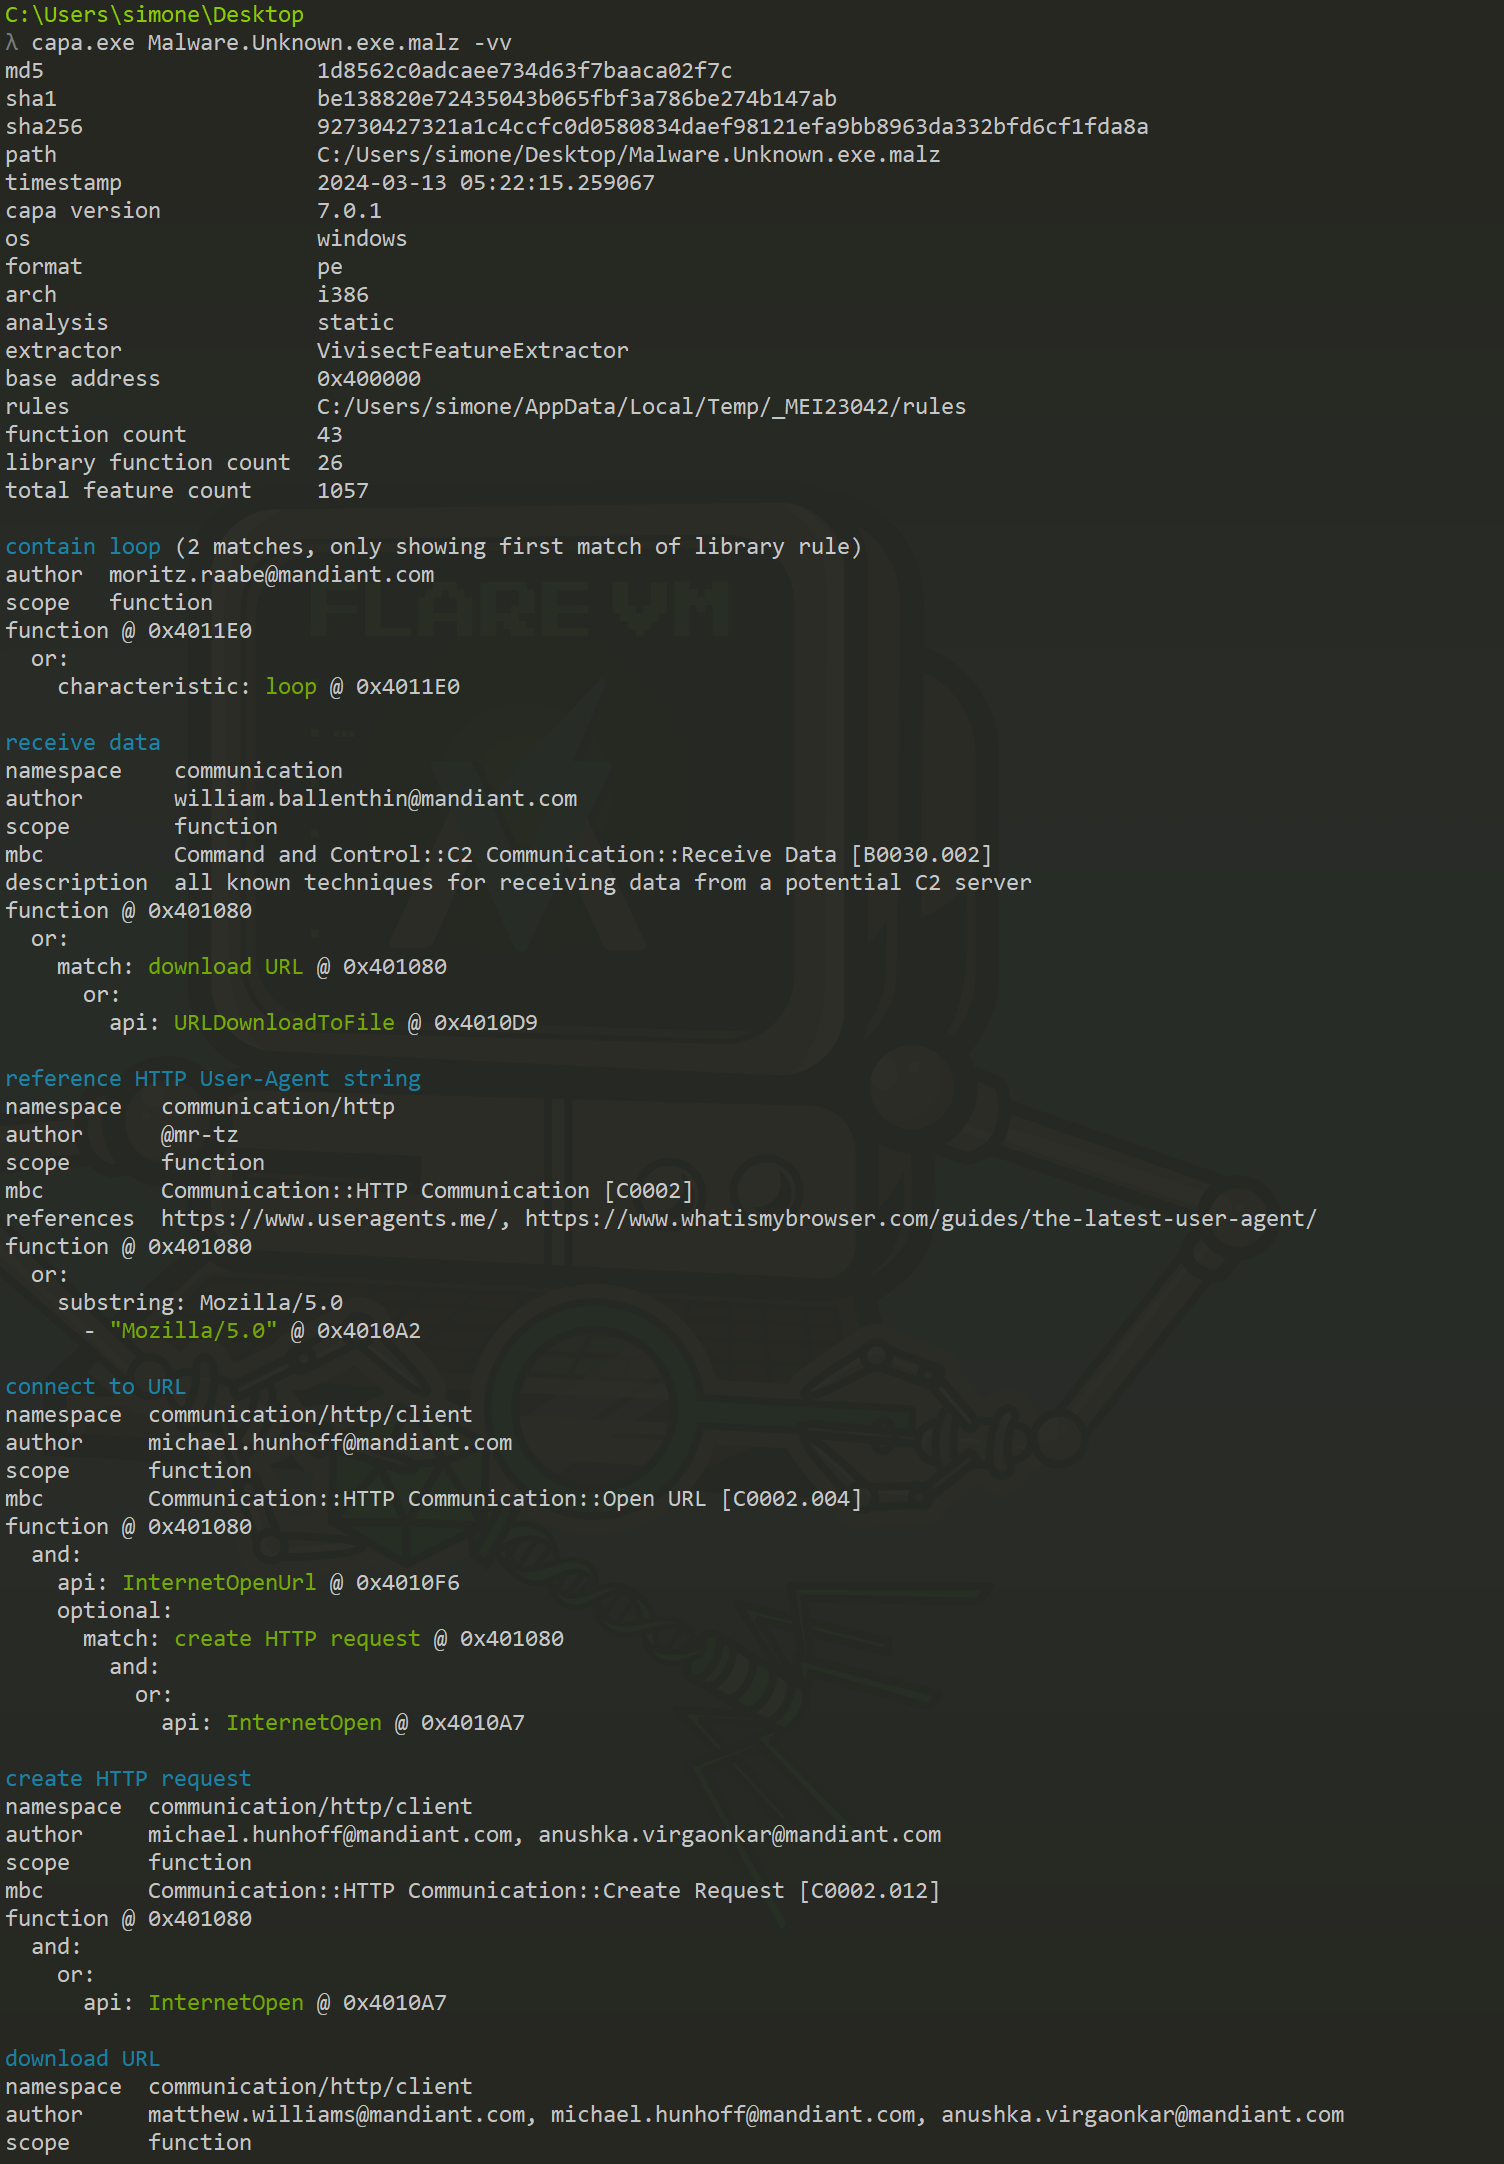 C:\Users\simone\Desktop
λ capa.exe Malware.Unknown.exe.malz -vv
md5                     1d8562c0adcaee734d63f7baaca02f7c
sha1                    be138820e72435043b065fbf3a786be274b147ab
sha256                  92730427321a1c4ccfc0d0580834daef98121efa9bb8963da332bfd6cf1fda8a
path                    C:/Users/simone/Desktop/Malware.Unknown.exe.malz
timestamp               2024-03-13 05:22:15.259067
capa version            7.0.1
os                      windows
format                  pe
arch                    i386
analysis                static
extractor               VivisectFeatureExtractor
base address            0x400000
rules                   C:/Users/simone/AppData/Local/Temp/_MEI23042/rules
function count          43
library function count  26
total feature count     1057

contain loop (2 matches, only showing first match of library rule)
author  moritz.raabe@mandiant.com
scope   function
FLARE VM
function @ 0x4011E0
  or:
    characteristic: loop @ 0x4011E0

receive data
namespace    communication
author       william.ballenthin@mandiant.com
scope        function
mbc          Command and Control::C2 Communication::Receive Data [B0030.002]
description  all known techniques for receiving data from a potential C2 server
function @ 0x401080
  or:
    match: download URL @ 0x401080
      or:
        api: URLDownloadToFile @ 0x4010D9

reference HTTP User-Agent string
namespace   communication/http
author      @mr-tz
scope       function
mbc         Communication::HTTP Communication [C0002]
references  https://www.useragents.me/, https://www.whatismybrowser.com/guides/the-latest-user-agent/
function @ 0x401080
  or:
    substring: Mozilla/5.0
      - "Mozilla/5.0" @ 0x4010A2

connect to URL
namespace  communication/http/client
author     michael.hunhoff@mandiant.com
scope      function
mbc        Communication::HTTP Communication::Open URL [C0002.004]
function @ 0x401080
  and:
    api: InternetOpenUrl @ 0x4010F6
    optional:
      match: create HTTP request @ 0x401080
        and:
          or:
            api: InternetOpen @ 0x4010A7

create HTTP request
namespace  communication/http/client
author     michael.hunhoff@mandiant.com, anushka.virgaonkar@mandiant.com
scope      function
mbc        Communication::HTTP Communication::Create Request [C0002.012]
function @ 0x401080
  and:
    or:
      api: InternetOpen @ 0x4010A7

download URL
namespace  communication/http/client
author     matthew.williams@mandiant.com, michael.hunhoff@mandiant.com, anushka.virgaonkar@mandiant.com
scope      function